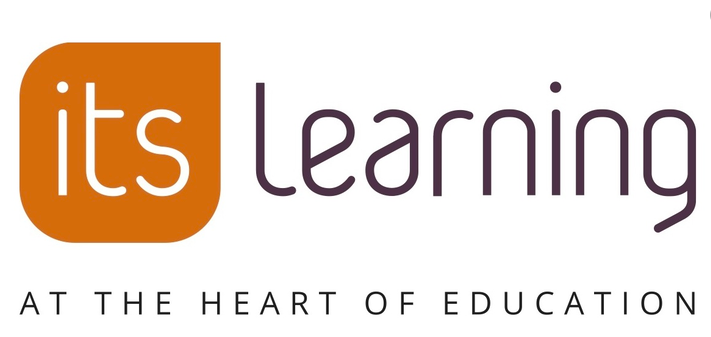 its learning
AT THE HEART OF EDUCATION